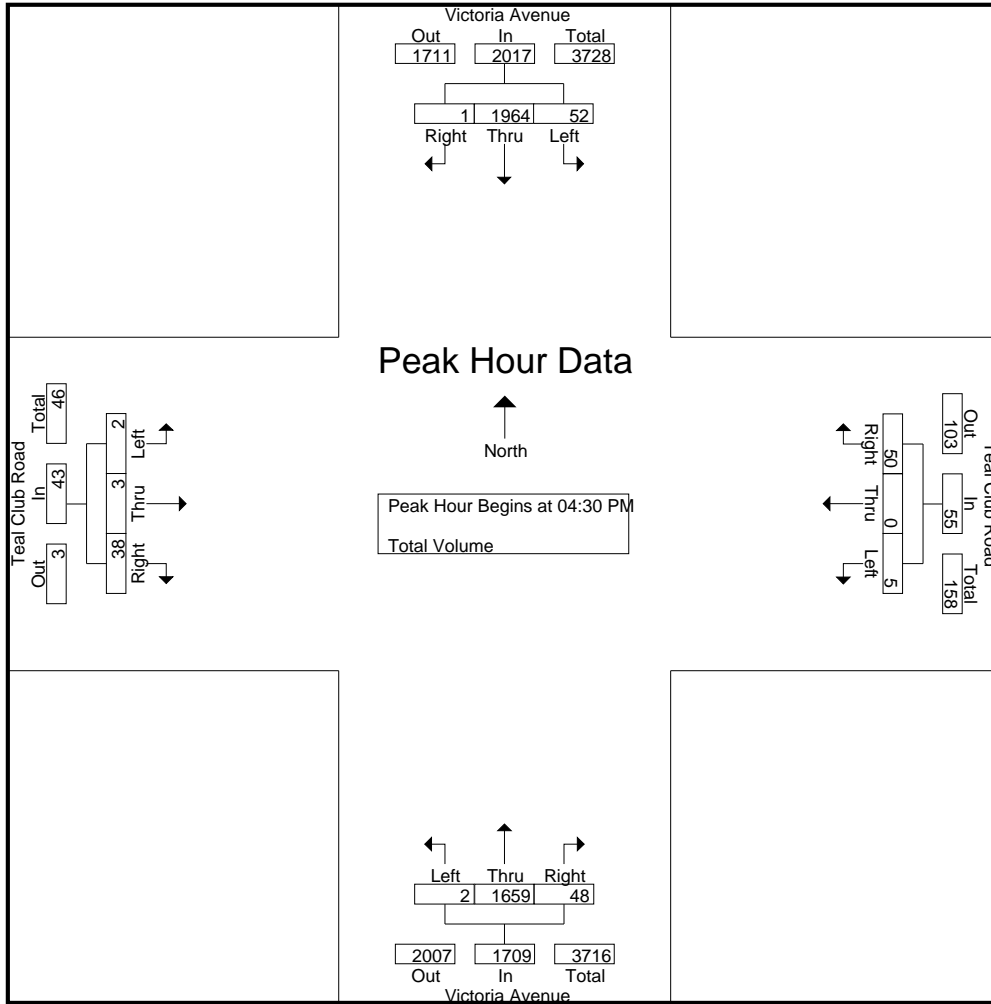 Victoria Avenue
Out In Total
1711 2017 3728
1 1964 52
Right Thru Left
Peak Hour Data
North
Peak Hour Begins at 04:30 PM
Total Volume
Teal Club Road
Out In Total
3 43 46
38 3 2
Right Thru Left
Teal Club Road
Out In Total
103 55 158
50 0 5
Right Thru Left
Left Thru Right
2 1659 48
2007 1709 3716
Out In Total
Victoria Avenue